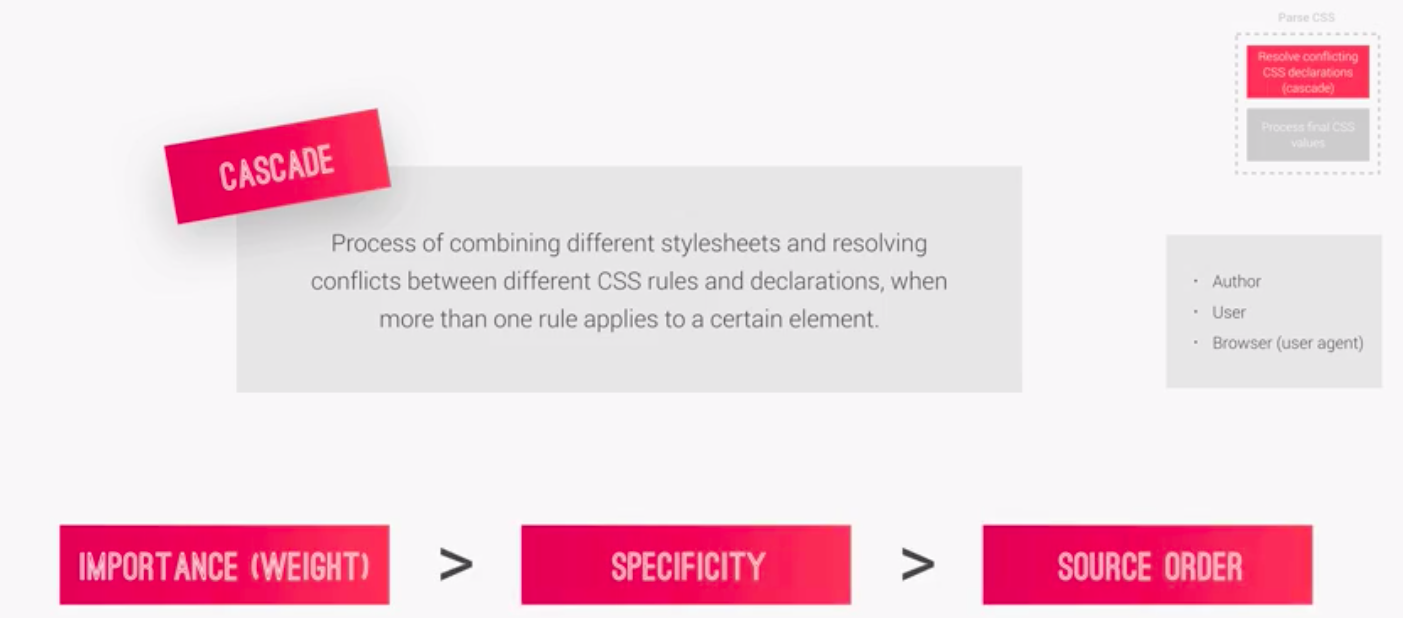 Parse CSS
Resolve conflicting
CSS declarations
(cascade)
Process final CSS
values
CASCADE
Process of combining different stylesheets and resolving
conflicts between different CSS rules and declarations, when
more than one rule applies to a certain element.
· Author
· User
· Browser (user agent)
IMPORTANCE (WEIGHT) > SPECIFICITY > SOURCE ORDER